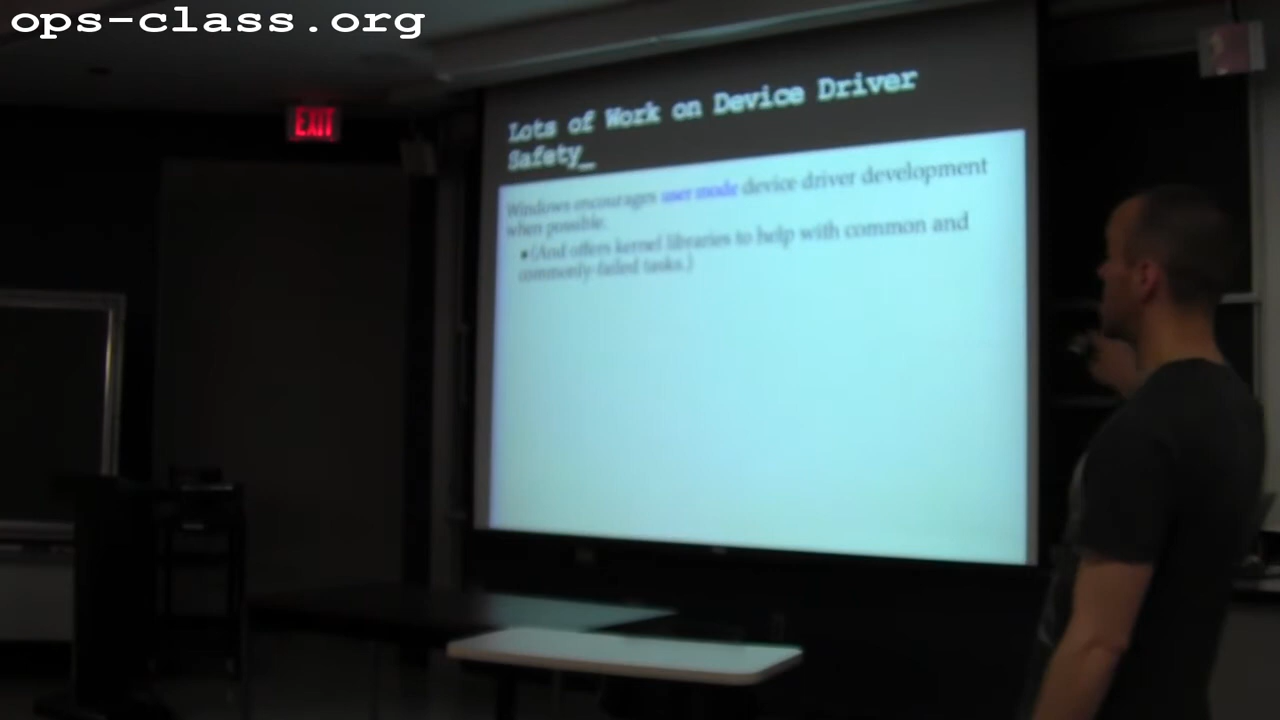 ops-class.org
EXIT
Lots of Work on Device Driver
Safety_
Windows encourages user mode device driver development
when possible.
▪ (And offers kernel libraries to help with common and
commonly-failed tasks.)